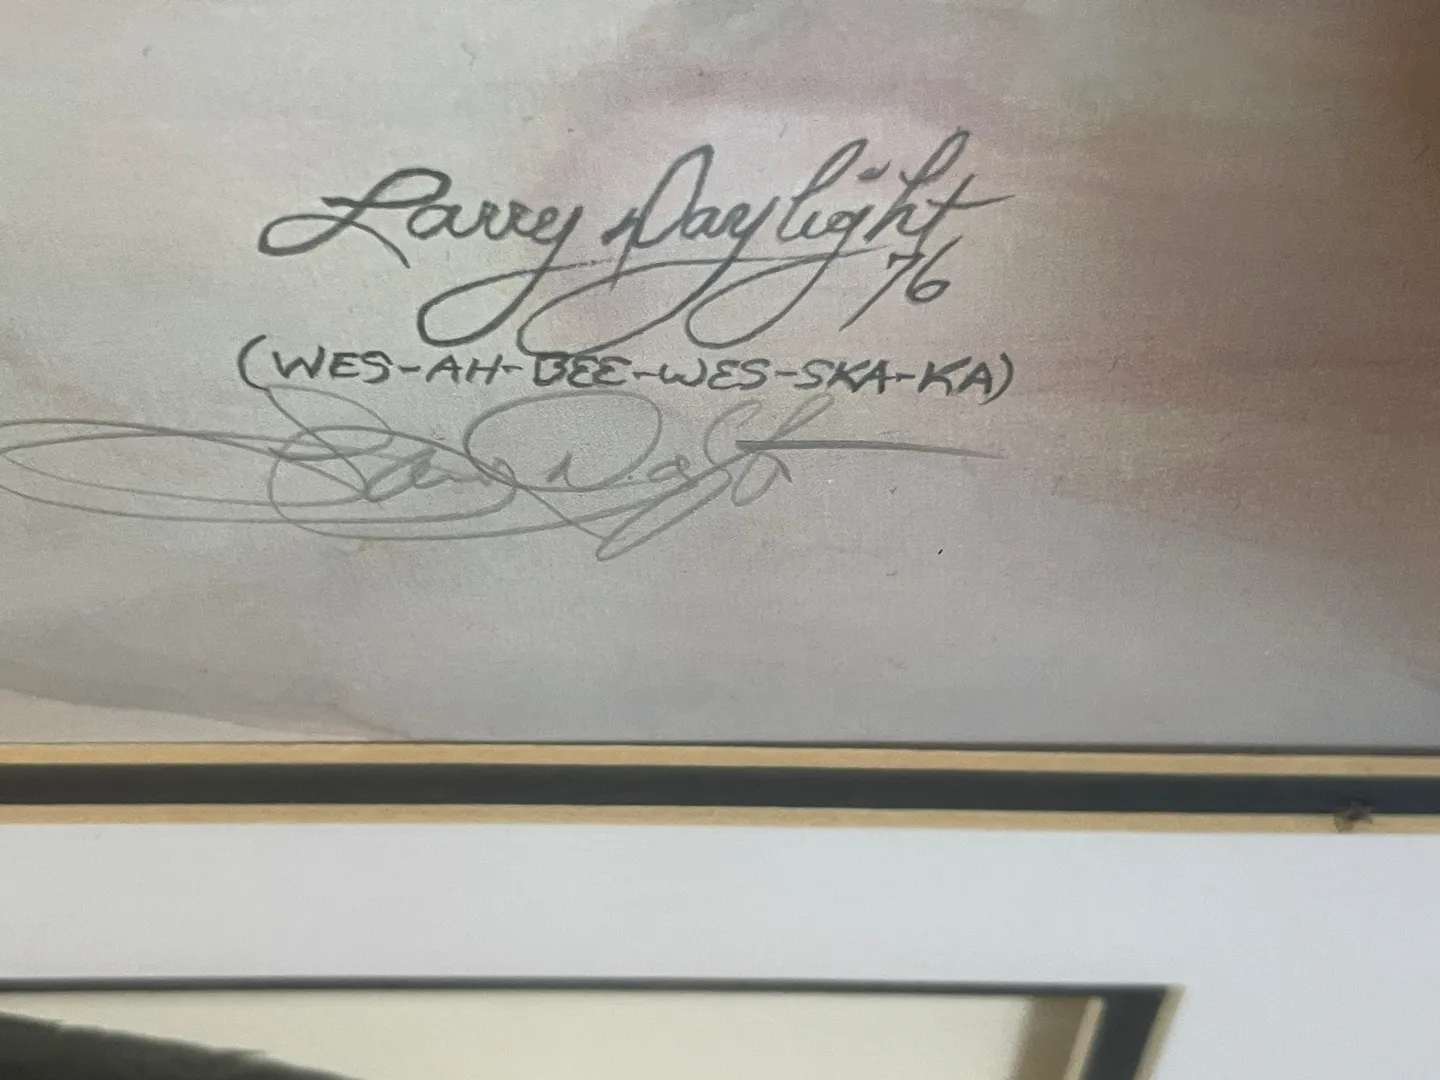 Larry Daylight
76
(WES-AH-BEE-WES-SKA-KA)